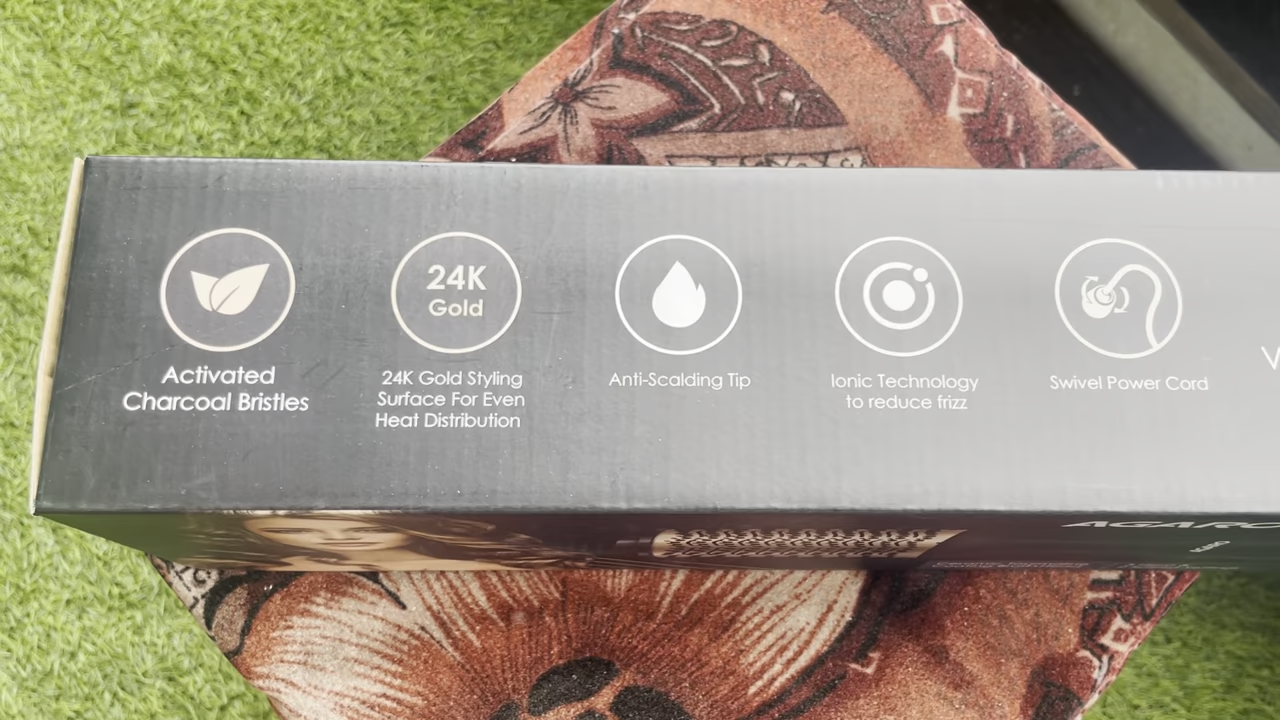 24K
Gold
Activated
Charcoal Bristles
24K Gold Styling
Surface For Even
Heat Distribution
Anti-Scalding Tip
Ionic Technology
to reduce frizz
Swivel Power Cord